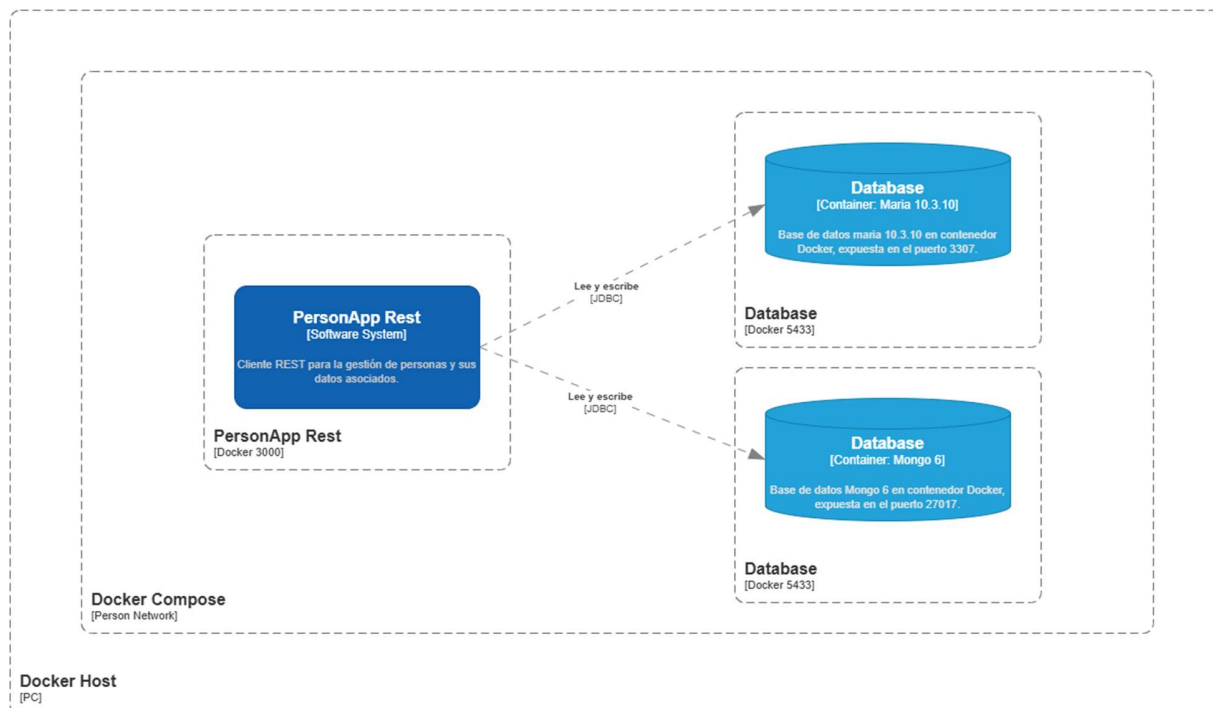 Database
[Container: Maria 10.3.10]
Base de datos maria 10.3.10 en contenedor
Docker, expuesta en el puerto 3307.
Database
[Docker 5433]
Lee y escribe
[JDBC]
PersonApp Rest
[Software System]
Cliente REST para la gestión de personas y sus
datos asociados.
PersonApp Rest
[Docker 3000]
Lee y escribe
[JDBC]
Database
[Container: Mongo 6]
Base de datos Mongo 6 en contenedor Docker,
expuesta en el puerto 27017.
Database
[Docker 5433]
Docker Compose
[Person Network]
Docker Host
[PC]